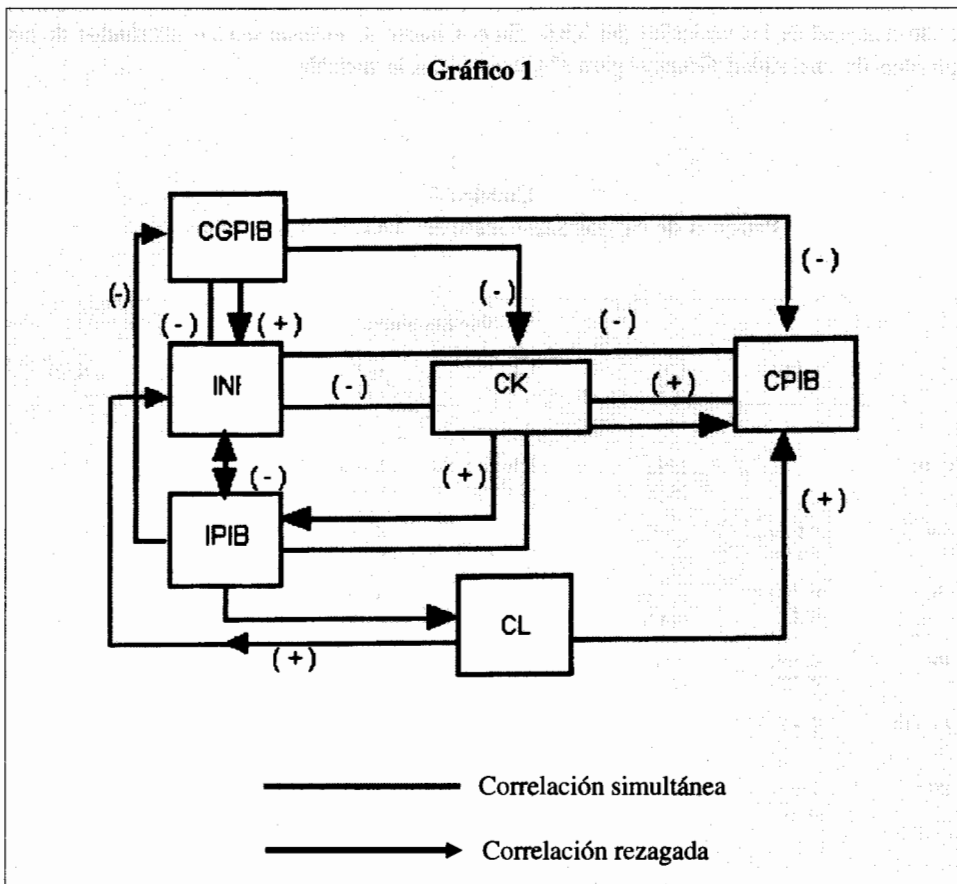 Gráfico 1
CGPIB
(-)
(-)
(-)
(-)
(+)
(-)
INF
(-)
CK
(+)
CPIB
(-)
(+)
(+)
IPIB
CL
(+)
Correlación simultánea
Correlación rezagada